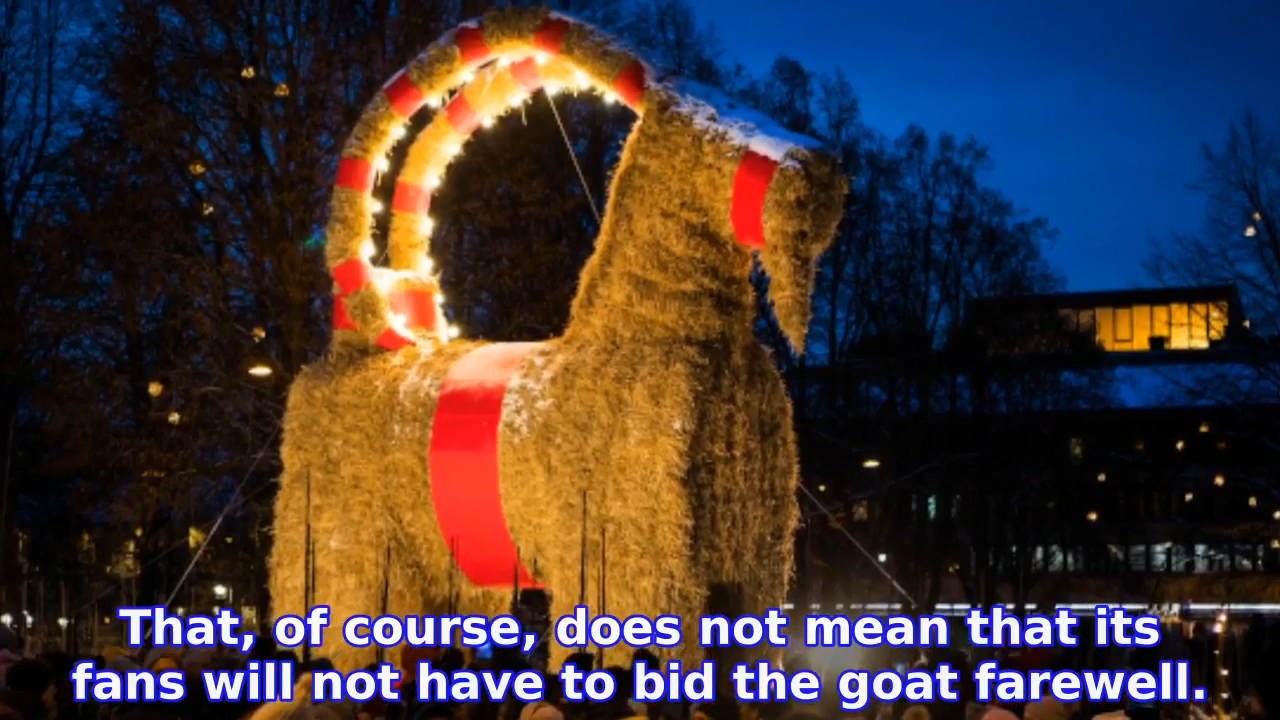 That, of course, does not mean that its
fans will not have to bid the goat farewell.